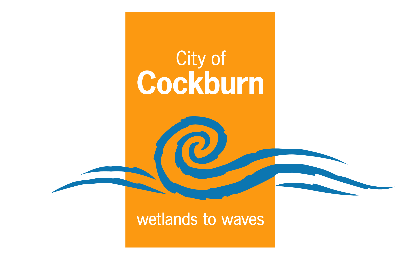 City of
Cockburn
wetlands to waves